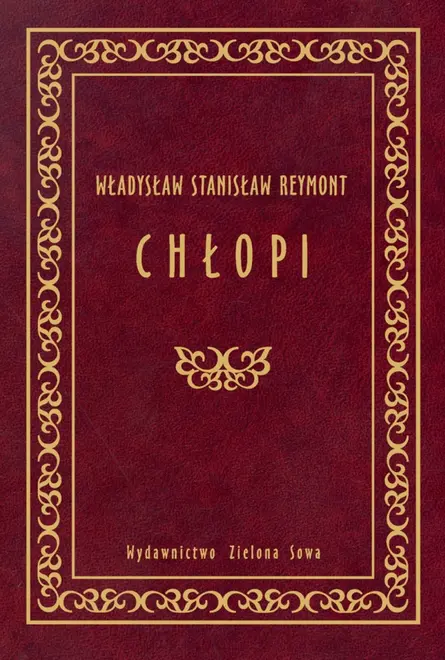 WŁADYSŁAW STANISŁAW REYMONT
CHŁOPI
Wydawnictwo Zielona Sowa